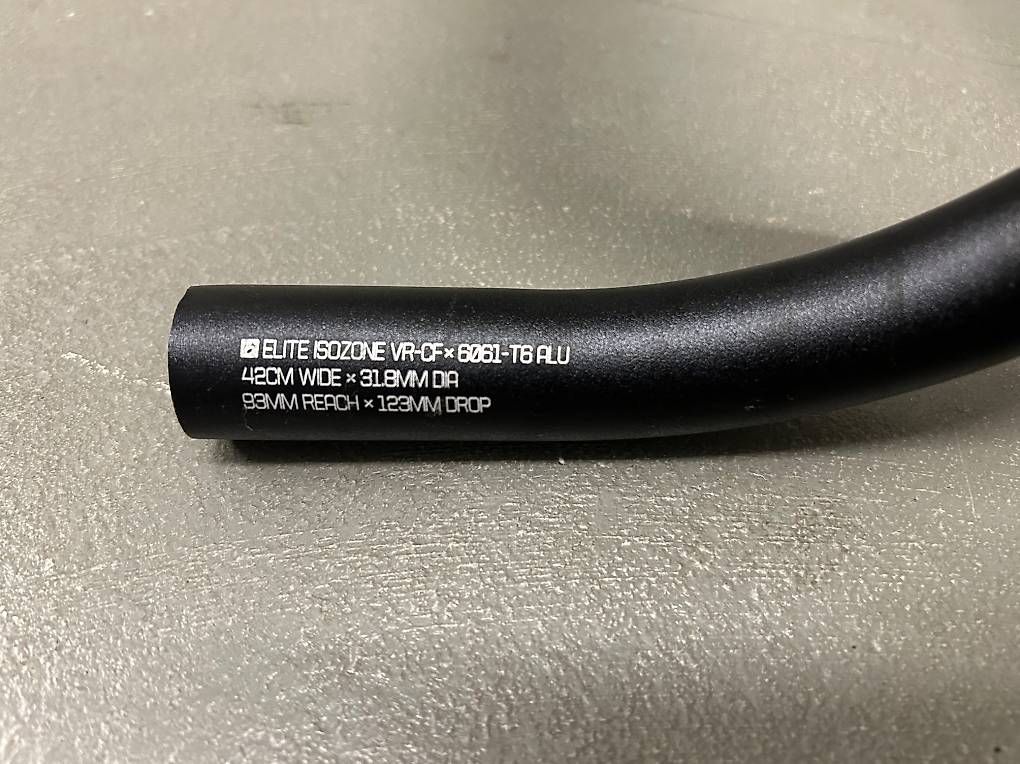 ELITE ISOZONE VR-CF × 6061-T6 ALU
42CM WIDE × 31.8MM DIA
93MM REACH × 123MM DROP